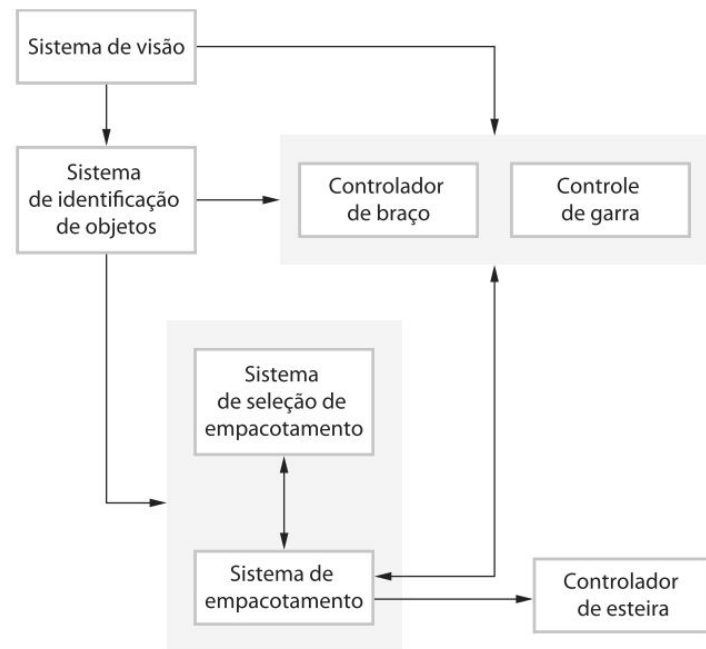 Sistema de visão
Sistema
de identificação
de objetos
Controlador
de braço
Controle
de garra
Sistema
de seleção de
empacotamento
Sistema de
empacotamento
Controlador
de esteira